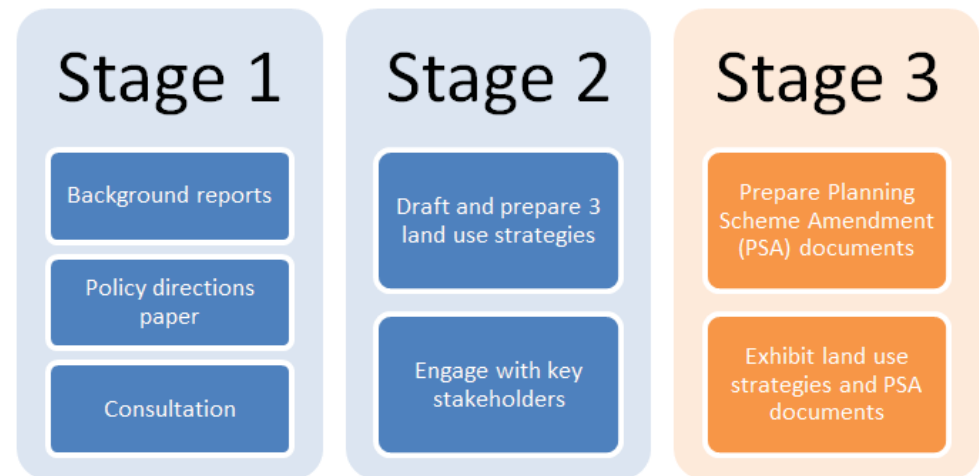 Stage 1
Background reports
Policy directions
paper
Consultation
Stage 2
Draft and prepare 3
land use strategies
Engage with key
stakeholders
Stage 3
Prepare Planning
Scheme Amendment
(PSA) documents
Exhibit land use
strategies and PSA
documents